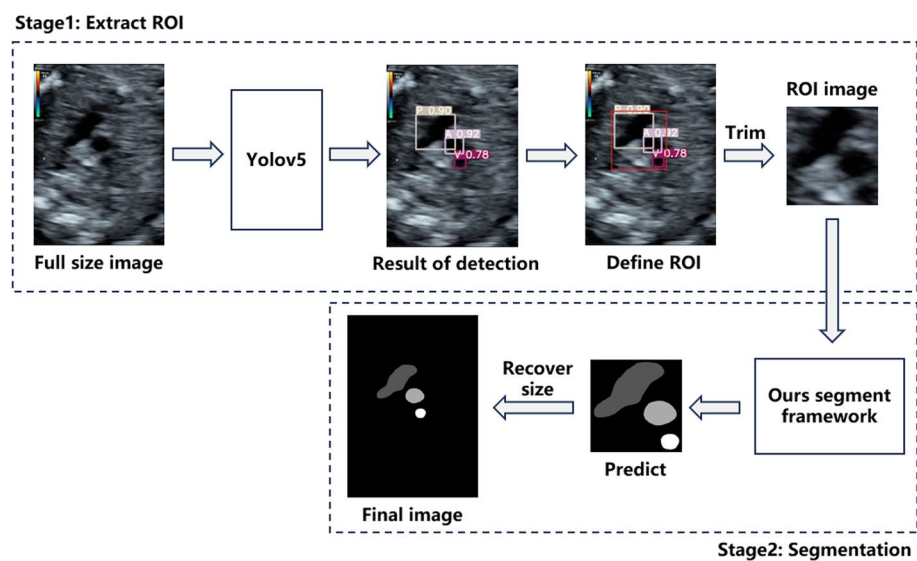 Stage1: Extract ROI
Full size image
Yolov5
P 0.90
A 0.92
V 0.78
Result of detection
A 0.92
V 0.78
Define ROI
Trim
ROI image
Ours segment
framework
Predict
Recover
size
Final image
Stage2: Segmentation